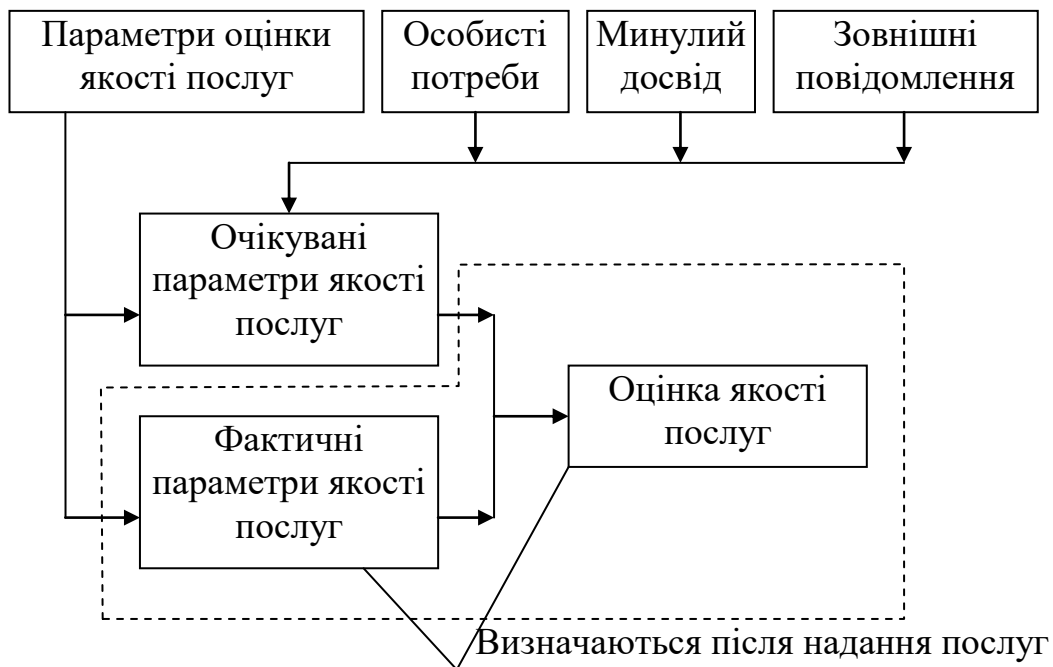 Параметри оцінки
якості послуг
Особисті
потреби
Минулий
досвід
Зовнішні
повідомлення
Очікувані
параметри якості
послуг
Оцінка якості
послуг
Фактичні
параметри якості
послуг
Визначаються після надання послуг